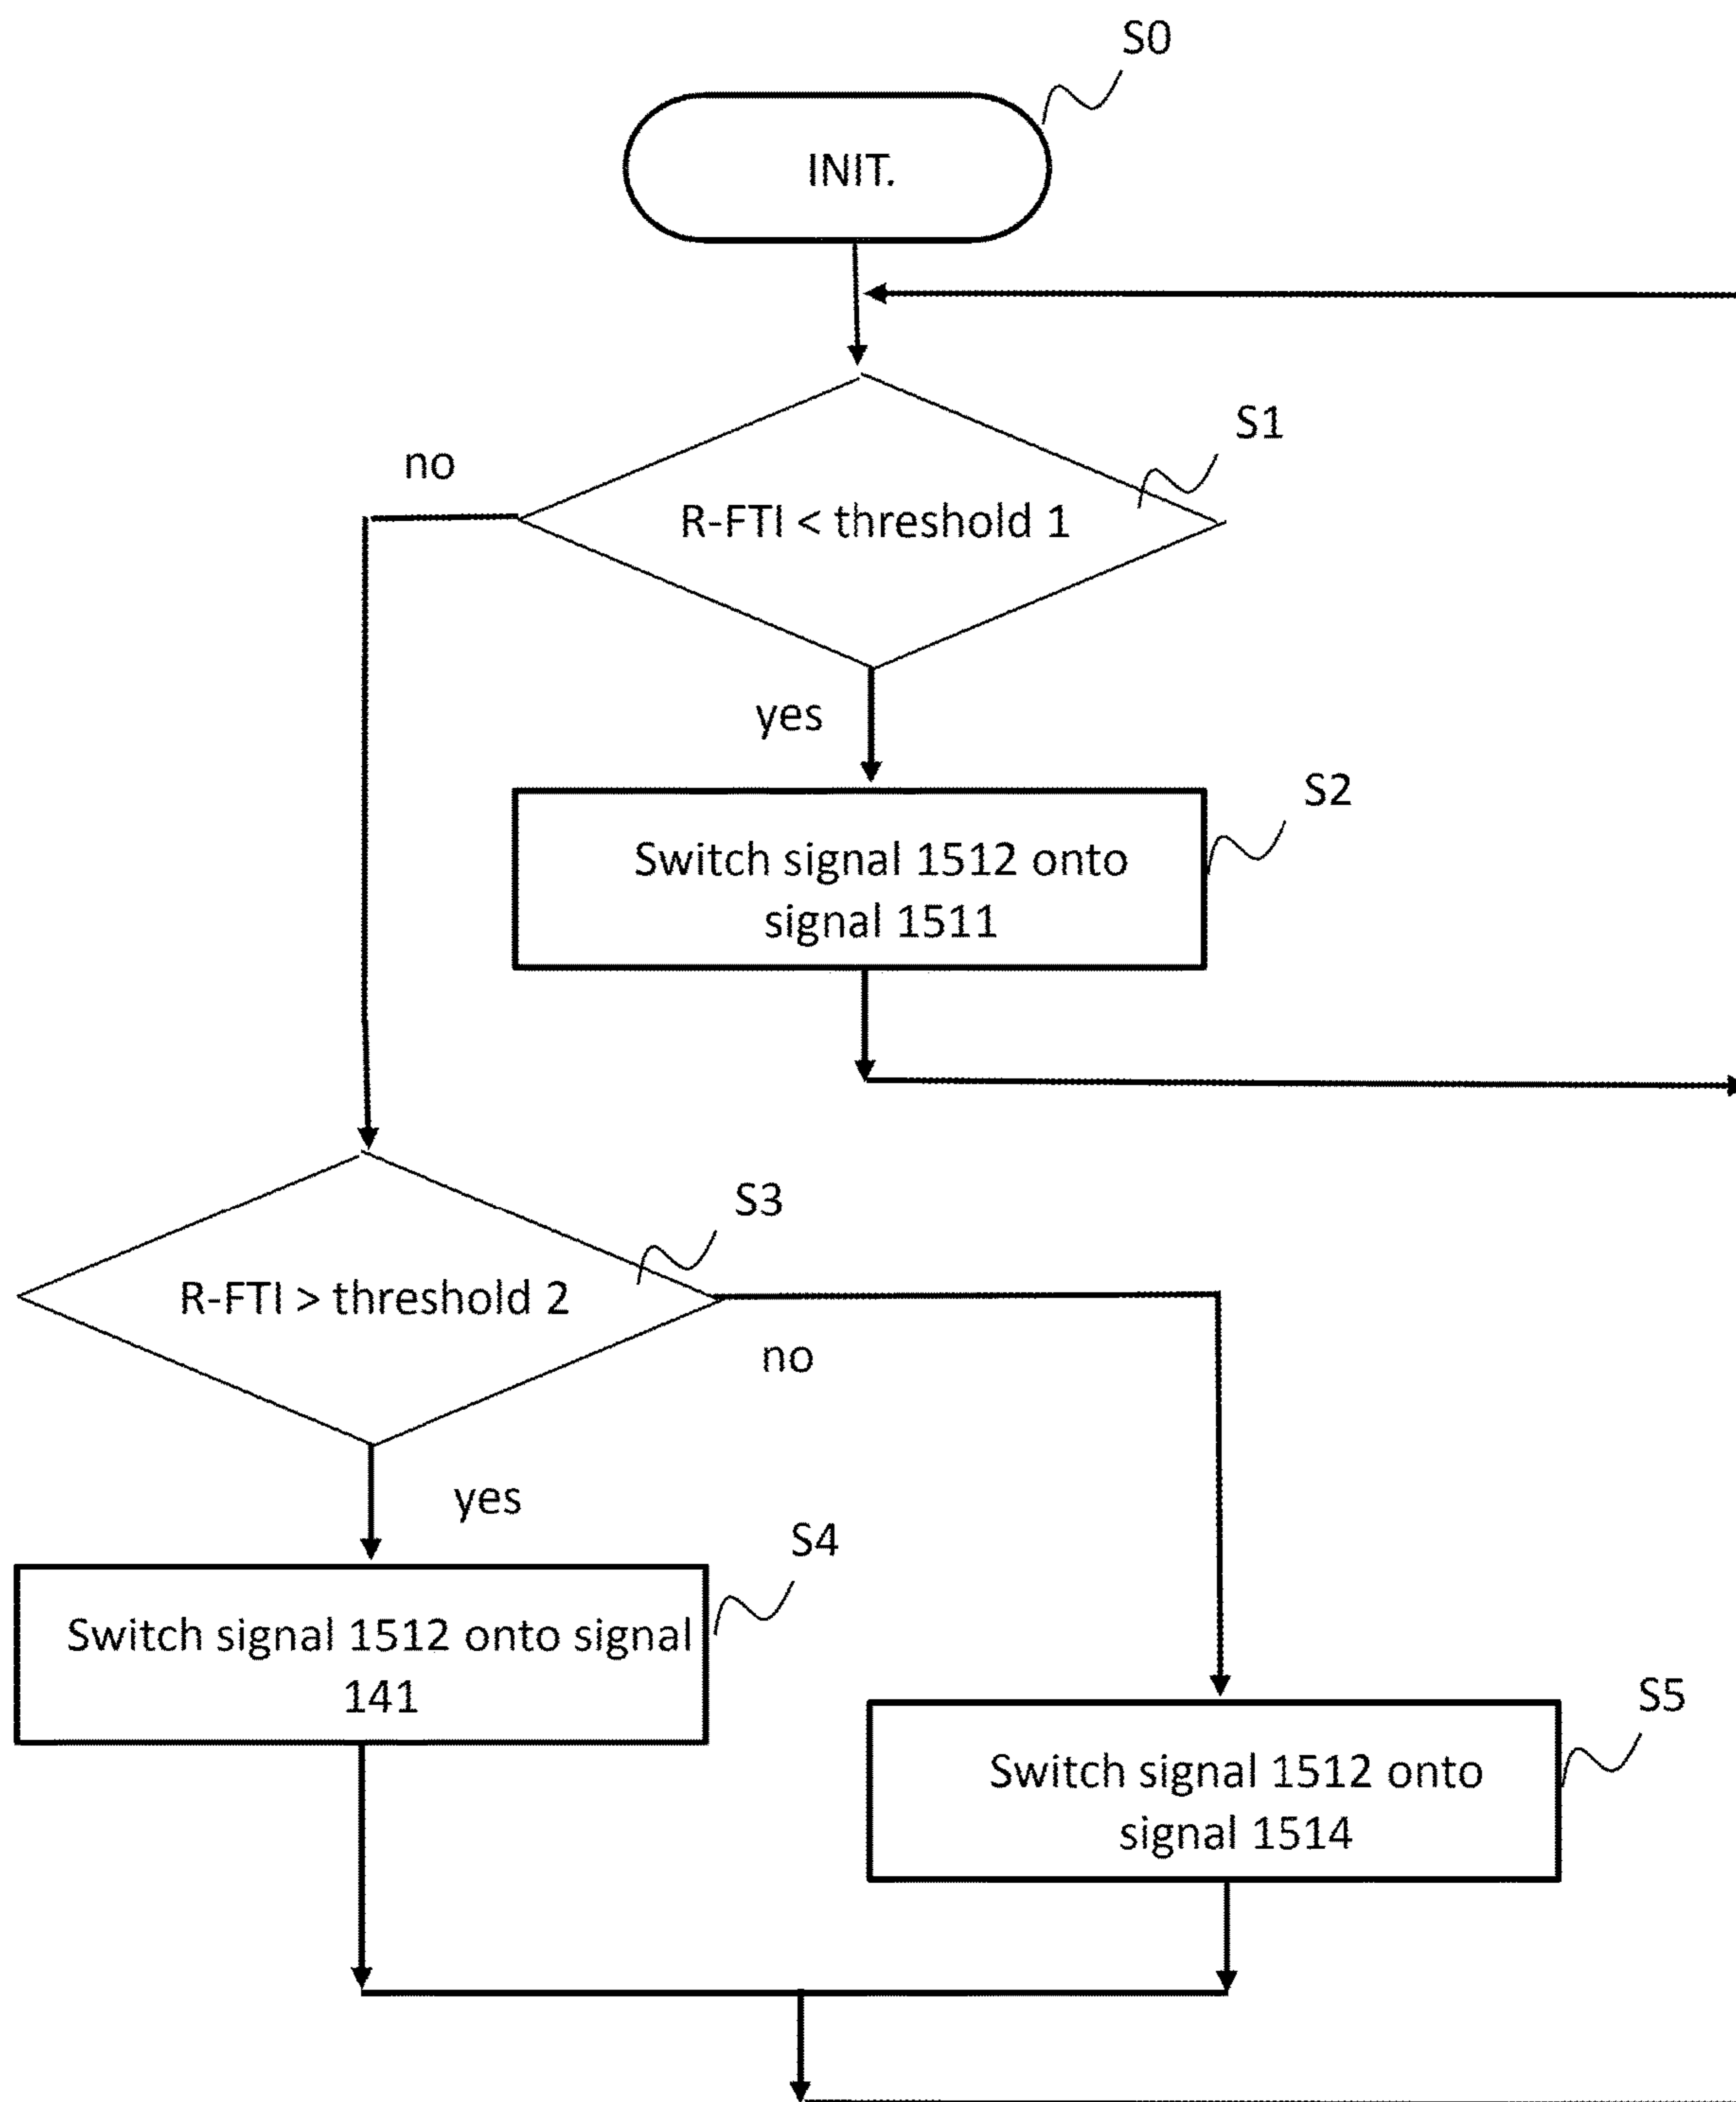 S0
INIT.
S1
no
R-FTI < threshold 1
yes
S2
Switch signal 1512 onto
signal 1511
S3
R-FTI > threshold 2
no
yes
S4
Switch signal 1512 onto signal
141
S5
Switch signal 1512 onto
signal 1514